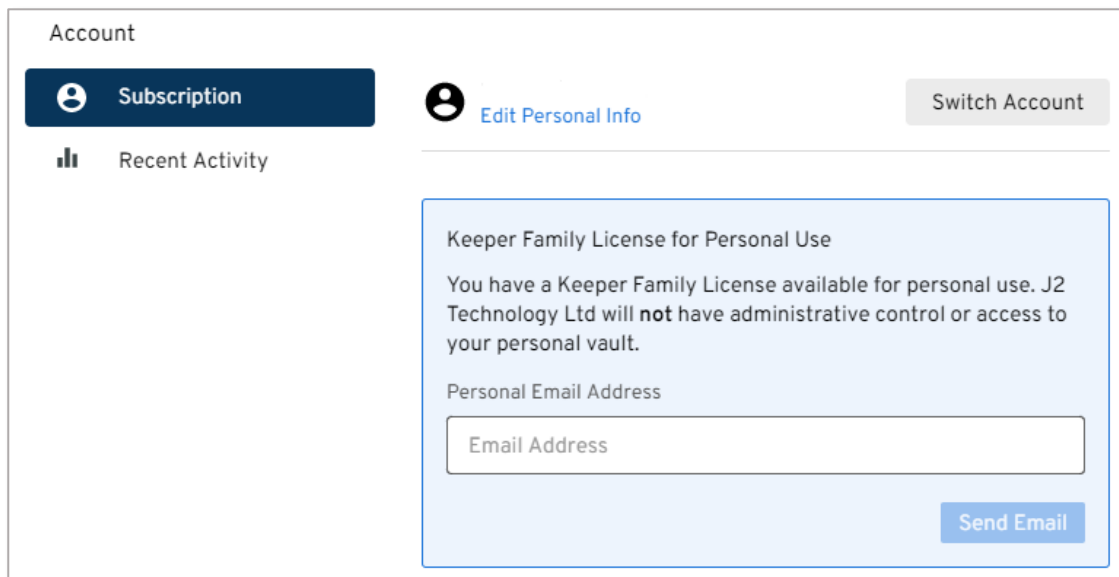 Account
Subscription
Recent Activity
Edit Personal Info
Switch Account
Keeper Family License for Personal Use
You have a Keeper Family License available for personal use. J2
Technology Ltd will not have administrative control or access to
your personal vault.
Personal Email Address
Email Address
Send Email